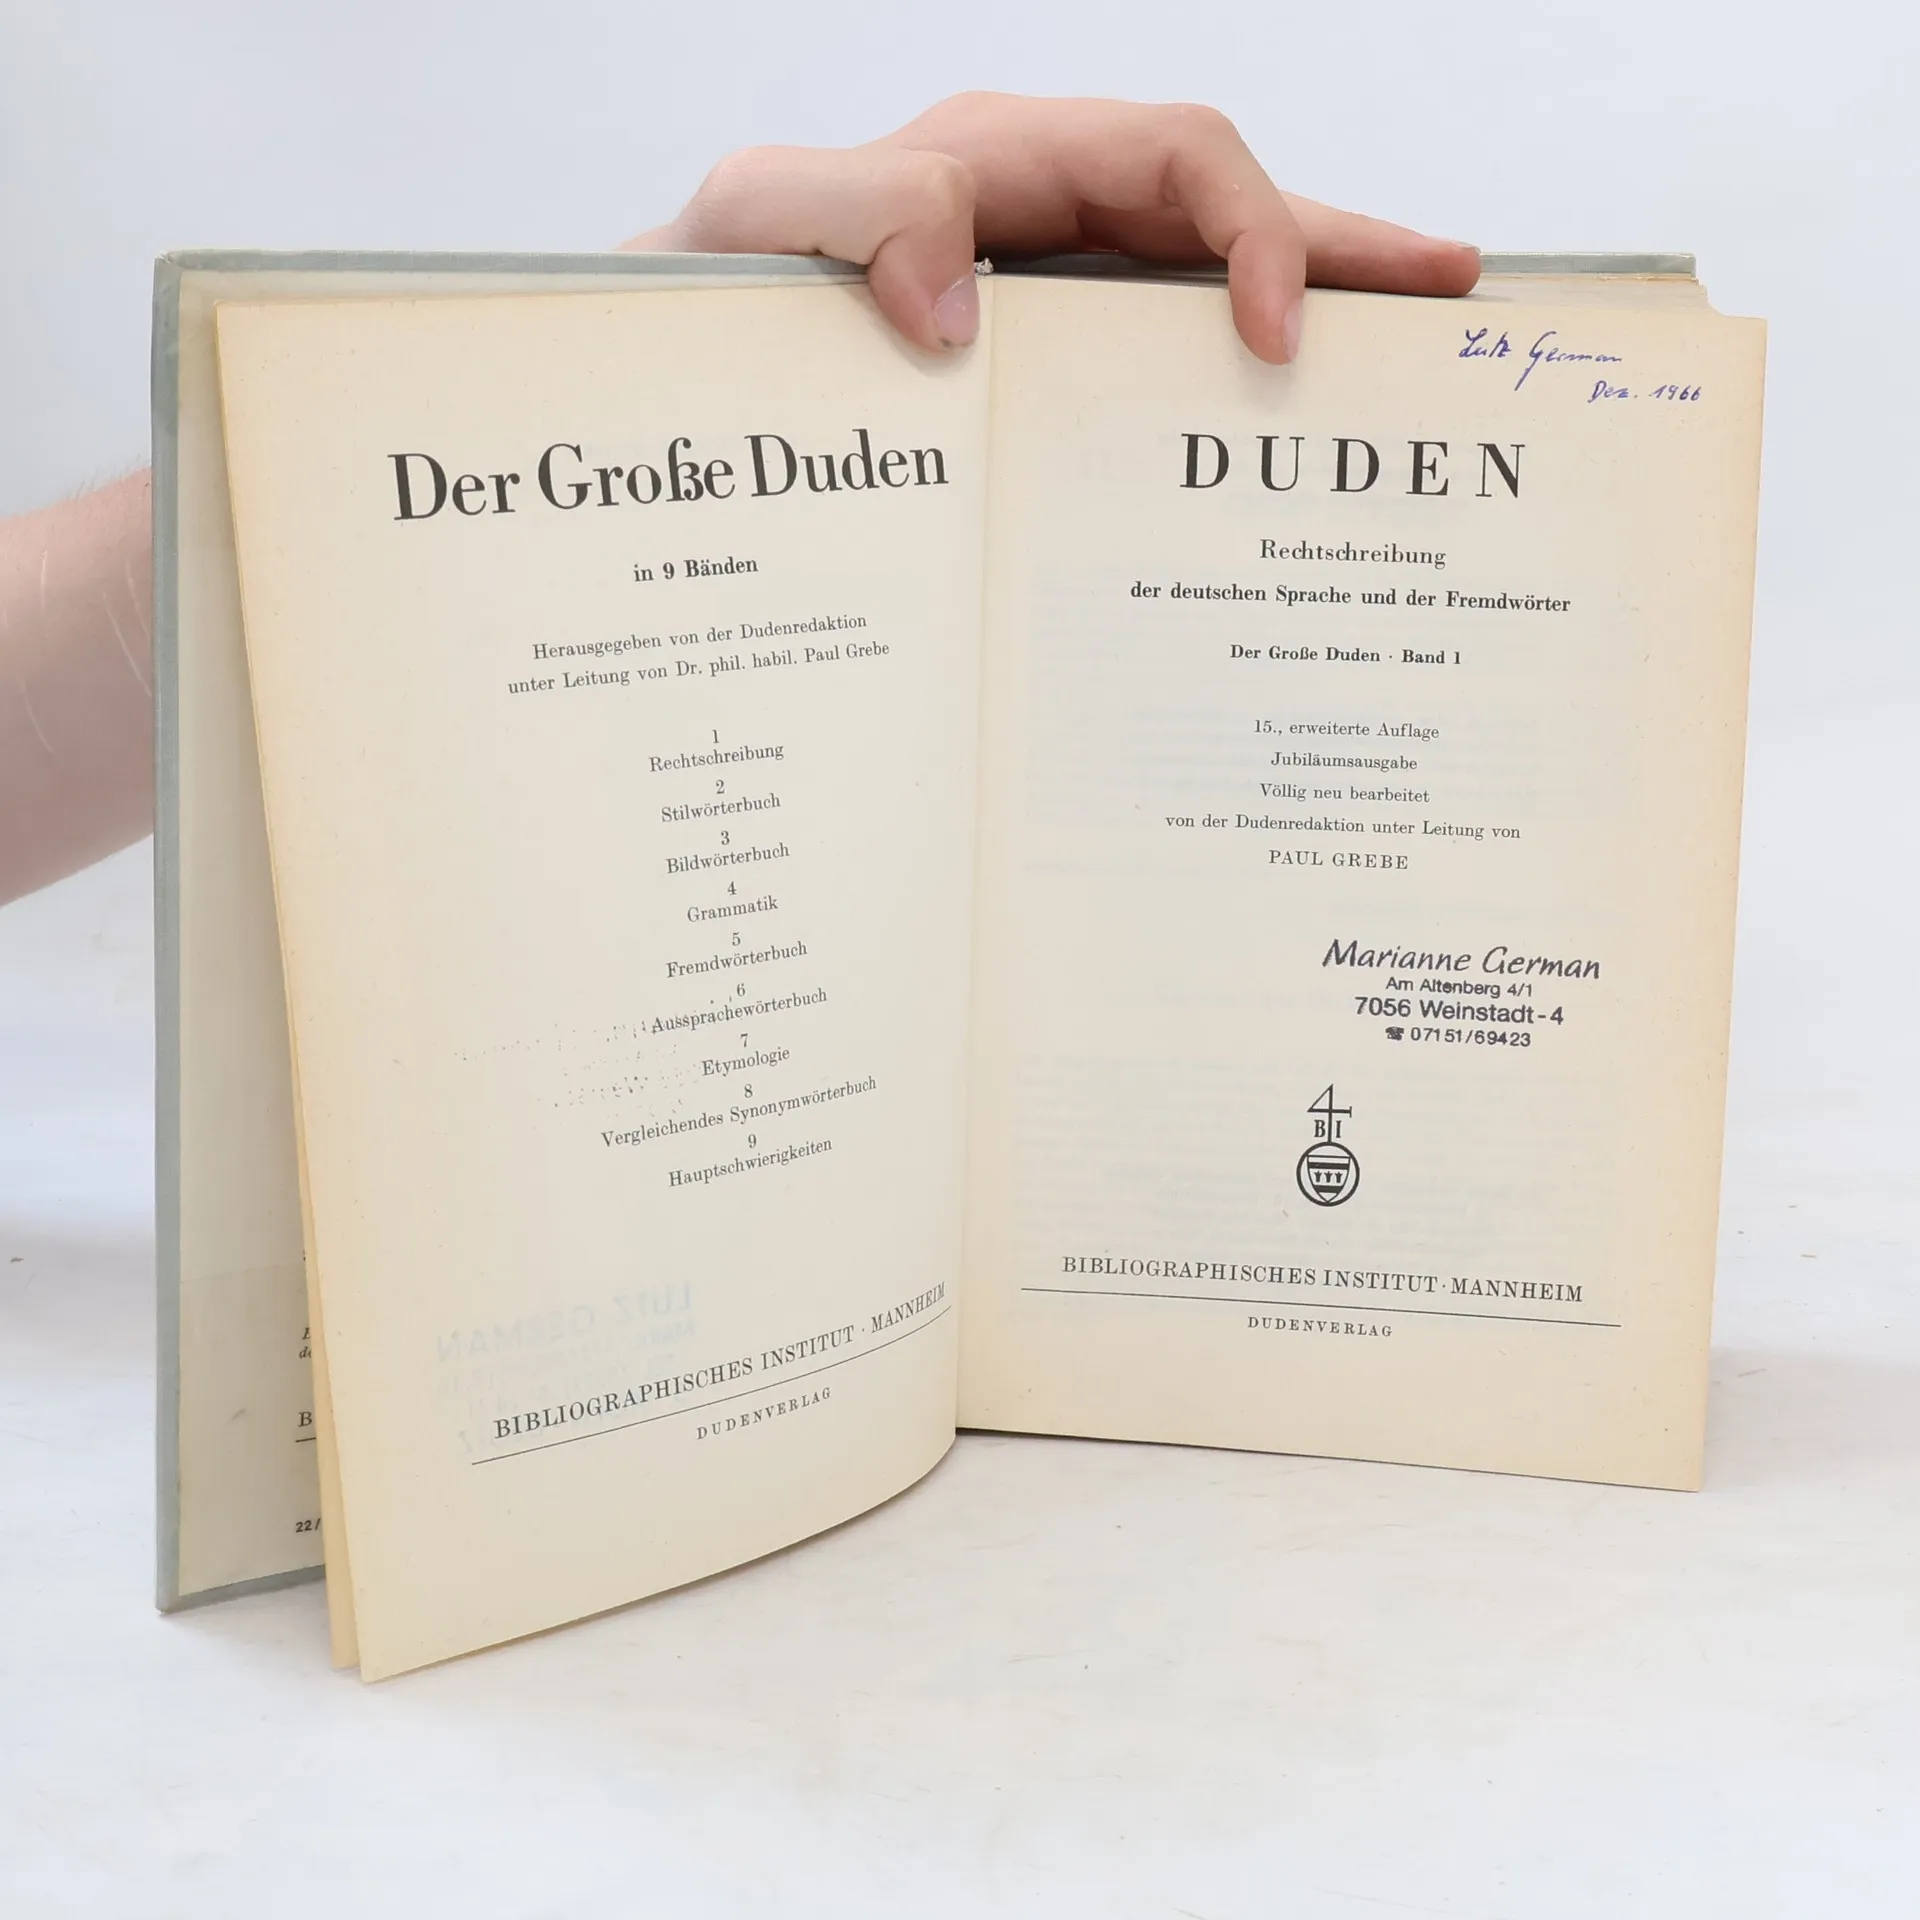 Der Große Duden
in 9 Bänden
Herausgegeben von der Dudenredaktion
unter Leitung von Dr. phil. habil. Paul Grebe
1
Rechtschreibung
2
Stilwörterbuch
3
Bildwörterbuch
4
Grammatik
5
Fremdwörterbuch
6
Aussprachewörterbuch
7
Etymologie
8
Vergleichendes Synonymwörterbuch
9
Hauptschwierigkeiten
BIBLIOGRAPHISCHES INSTITUT · MANNHEIM
DUDENVERLAG
22/
Lutz German
Dez. 1966
DUDEN
Rechtschreibung
der deutschen Sprache und der Fremdwörter
Der Große Duden · Band 1
15., erweiterte Auflage
Jubiläumsausgabe
Völlig neu bearbeitet
von der Dudenredaktion unter Leitung von
PAUL GREBE
Marianne German
Am Altenberg 4/1
7056 Weinstadt-4
☎ 07151/69423
B I
BIBLIOGRAPHISCHES INSTITUT · MANNHEIM
DUDENVERLAG